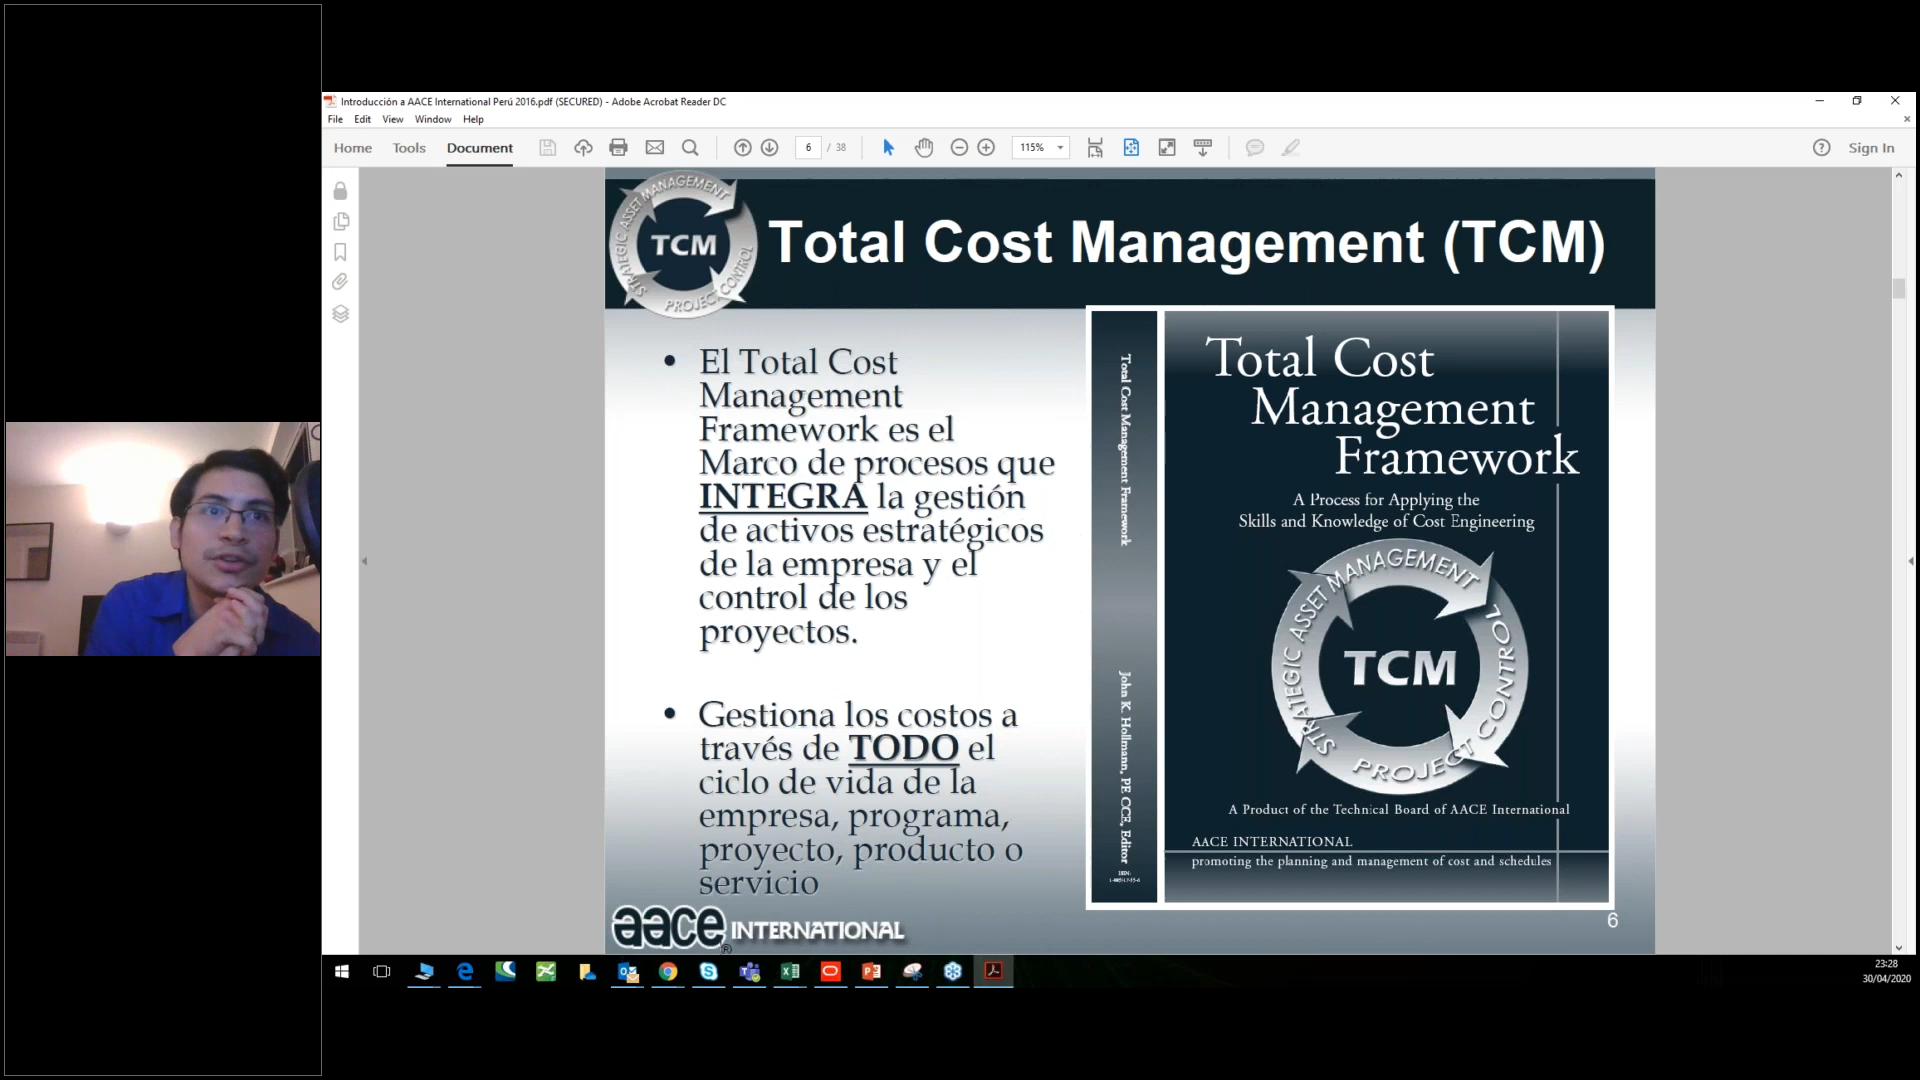 Introducción a AACE International Perú 2016.pdf (SECURED) - Adobe Acrobat Reader DC
File Edit View Window Help
Home Tools Document 6 / 38 115% Sign In
STRATEGIC ASSET MANAGEMENT
PROJECT CONTROL
TCM
Total Cost Management (TCM)
• El Total Cost
Management
Framework es el
Marco de procesos que
INTEGRA la gestión
de activos estratégicos
de la empresa y el
control de los
proyectos.
• Gestiona los costos a
través de TODO el
ciclo de vida de la
empresa, programa,
proyecto, producto o
servicio
aace INTERNATIONAL
®
Total Cost Management Framework
John K. Hollmann, PE CCE, Editor
ISBN:
Total Cost
Management
Framework
A Process for Applying the
Skills and Knowledge of Cost Engineering
STRATEGIC ASSET MANAGEMENT
PROJECT CONTROL
TCM
A Product of the Technical Board of AACE International
AACE INTERNATIONAL
promoting the planning and management of cost and schedules
6
23:28
30/04/2020